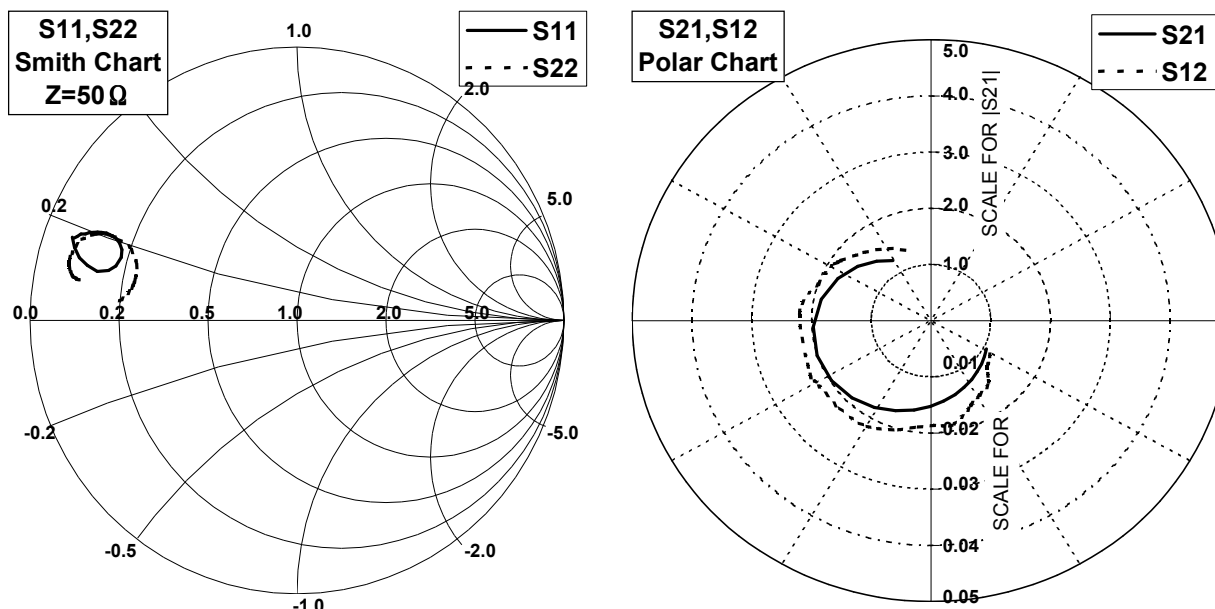 S11,S22
Smith Chart
Z=50 Ω
S11
S22
1.0
2.0
5.0
0.2
0.0
0.2
0.5
1.0
2.0
5.0
-0.2
-5.0
-0.5
-2.0
-1.0
S21,S12
Polar Chart
S21
S12
5.0
4.0
3.0
2.0
1.0
SCALE FOR |S21|
0.01
0.02
0.03
0.04
0.05
SCALE FOR